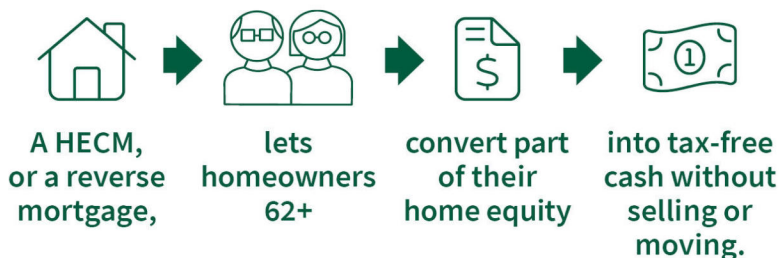 $
1
A HECM,
or a reverse
mortgage,
lets
homeowners
62+
convert part
of their
home equity
into tax-free
cash without
selling or
moving.